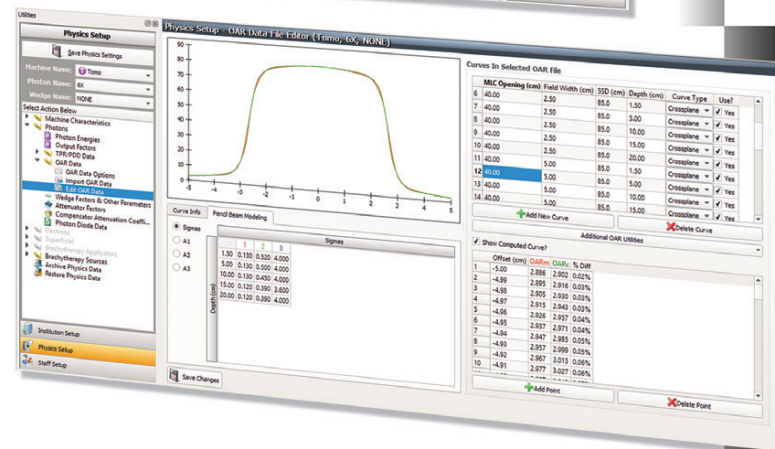 Utilities
Physics Setup
Save Physics Settings
Machine Name: Tomo
Photon Name: 6X
Wedge Name: NONE
Select Action Below
Machine Characteristics
Photons
Photon Energies
Output Factors
TPR/PDD Data
OAR Data
OAR Data Options
Import OAR Data
Edit OAR Data
Wedge Factors & Other Parameters
Attenuator Factors
Compensator Attenuation Coeffi...
Photon Diode Data
Electrons
Superficial
Brachytherapy Applicators
Brachytherapy Sources
Archive Physics Data
Restore Physics Data
Institution Setup
Physics Setup
Staff Setup
Physics Setup - OAR Data File Editor (Tomo, 6X, NONE)
90
80
70
60
50
40
30
20
10
0
-5 -4 -3 -2 -1 0 1 2 3 4 5
Curve Info Pencil Beam Modeling
Sigmas
A1
A2
A3
Sigmas
1 2 3
Depth (cm)
1.50 0.130 0.520 4.000
5.00 0.130 0.500 4.000
10.00 0.130 0.450 4.000
15.00 0.120 0.390 3.600
20.00 0.120 0.390 4.000
Save Changes
Curves In Selected OAR File
MLC Opening (cm) Field Width (cm) SSD (cm) Depth (cm) Curve Type Use?
6 40.00 2.50 85.0 1.50 Crossplane Yes
7 40.00 2.50 85.0 5.00 Crossplane Yes
8 40.00 2.50 85.0 10.00 Crossplane Yes
9 40.00 2.50 85.0 15.00 Crossplane Yes
10 40.00 2.50 85.0 20.00 Crossplane Yes
11 40.00 5.00 85.0 1.50 Crossplane Yes
12 40.00 5.00 85.0 5.00 Crossplane Yes
13 40.00 5.00 85.0 10.00 Crossplane Yes
14 40.00 5.00 85.0 15.00 Crossplane Yes
Add New Curve
Delete Curve
Additional OAR Utilities
Show Computed Curve?
Offset (cm) OARm OARc % Diff
1 -5.00 2.886 2.902 0.02%
2 -4.99 2.895 2.916 0.03%
3 -4.98 2.905 2.930 0.03%
4 -4.97 2.915 2.943 0.03%
5 -4.96 2.926 2.957 0.04%
6 -4.95 2.937 2.971 0.04%
7 -4.94 2.947 2.985 0.05%
8 -4.93 2.957 2.999 0.05%
9 -4.92 2.967 3.013 0.06%
10 -4.91 2.977 3.027 0.06%
Add Point
Delete Point